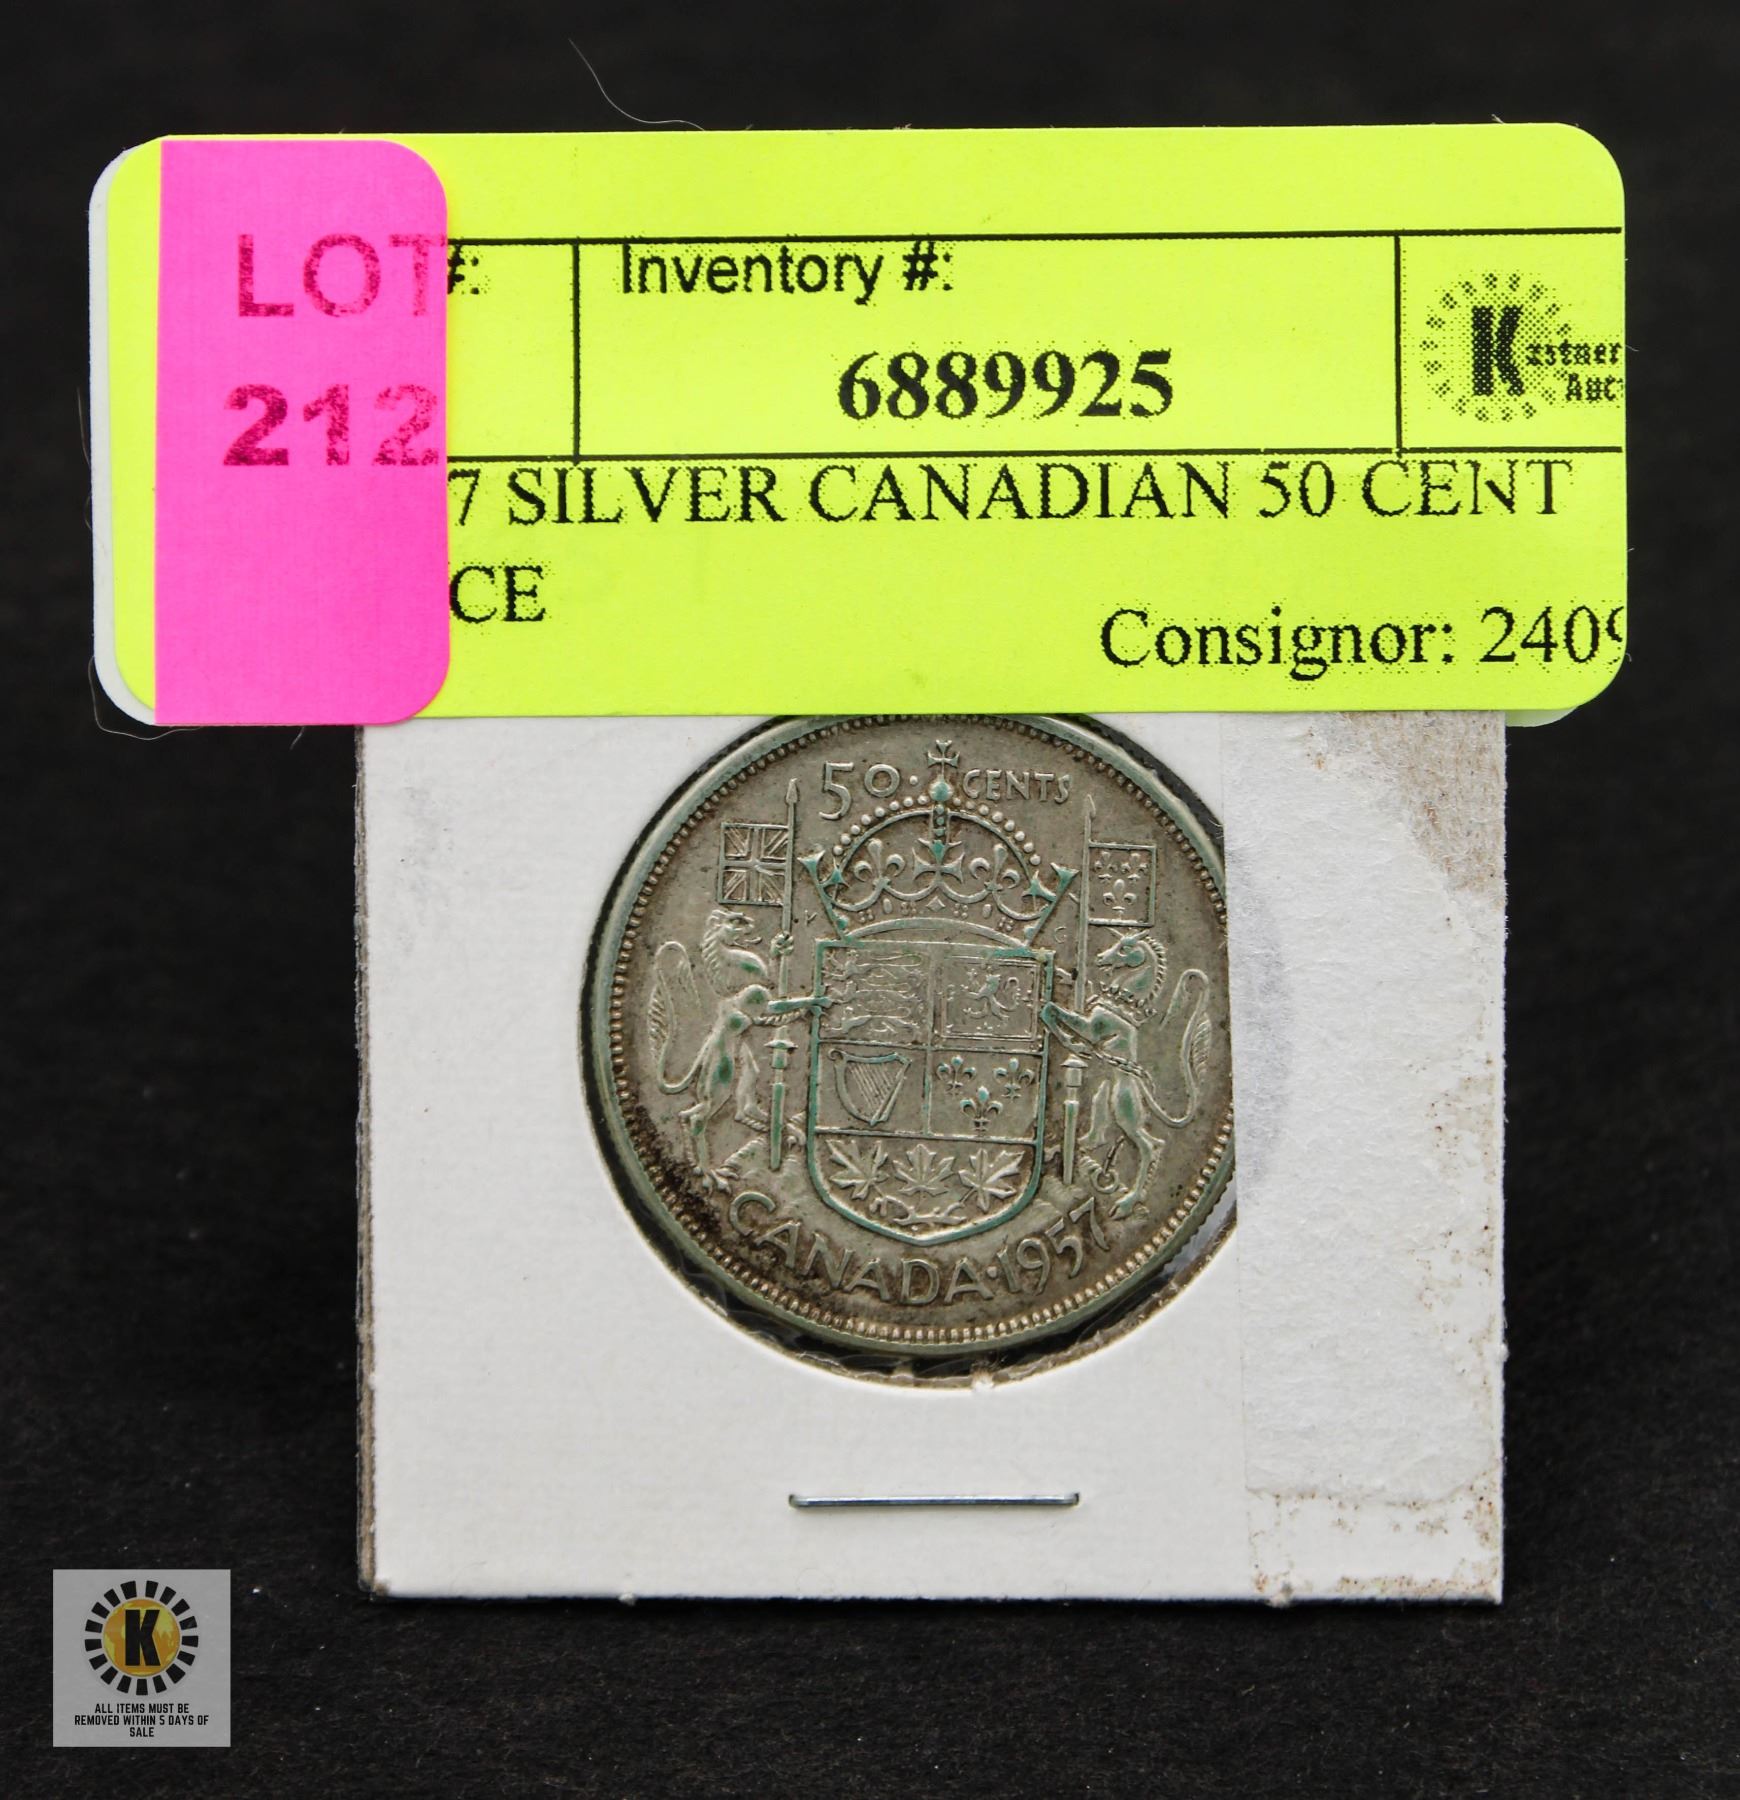 LOT #:
212
Inventory #:
6889925
K
7 SILVER CANADIAN 50 CENT
CE
Consignor: 2409
50 · CENTS
CANADA · 1957
K
ALL ITEMS MUST BE
REMOVED WITHIN 5 DAYS OF
SALE